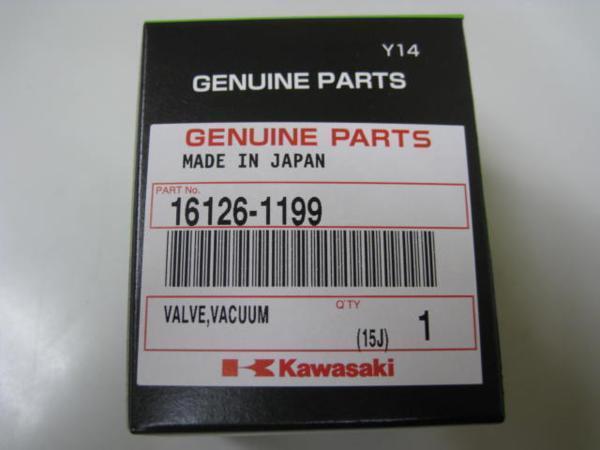 Y14
GENUINE PARTS
GENUINE PARTS
MADE IN JAPAN
PART No.
16126-1199
VALVE,VACUUM
Q'TY
(15J) 1
Kawasaki